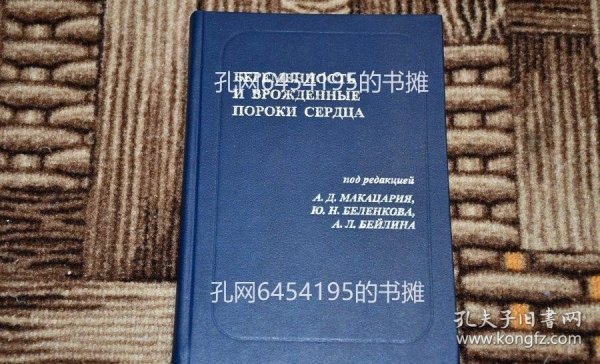 БЕРЕМЕННОСТЬ
孔网6454195的书摊
И ВРОЖДЕННЫЕ
ПОРОКИ СЕРДЦА
под редакцией
А. Д. МАКАЦАРИЯ,
Ю. Н. БЕЛЕНКОВА,
А. Л. БЕЙЛИНА
孔网6454195的书摊
孔夫子旧书网
www.kongfz.com